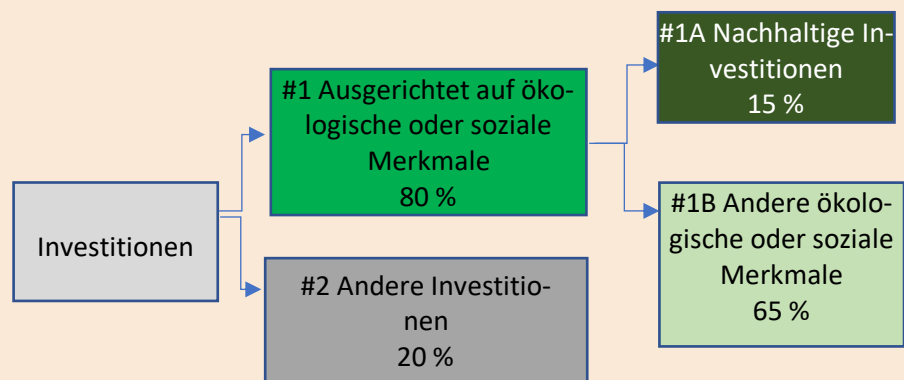 Investitionen
#1 Ausgerichtet auf öko-
logische oder soziale
Merkmale
80 %
#2 Andere Investitio-
nen
20 %
#1A Nachhaltige In-
vestitionen
15 %
#1B Andere ökolo-
gische oder soziale
Merkmale
65 %